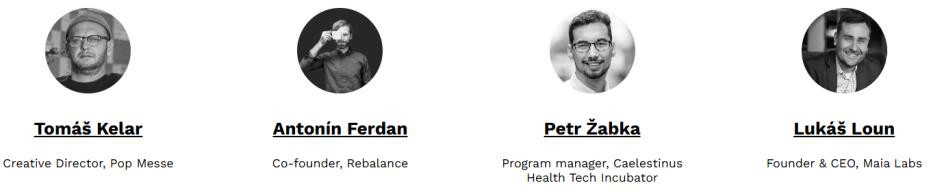 Tomáš Kelar
Antonín Ferdan
Petr Žabka
Lukáš Loun
Creative Director, Pop Messe
Co-founder, Rebalance
Program manager, Caelestinus
Health Tech Incubator
Founder & CEO, Maia Labs